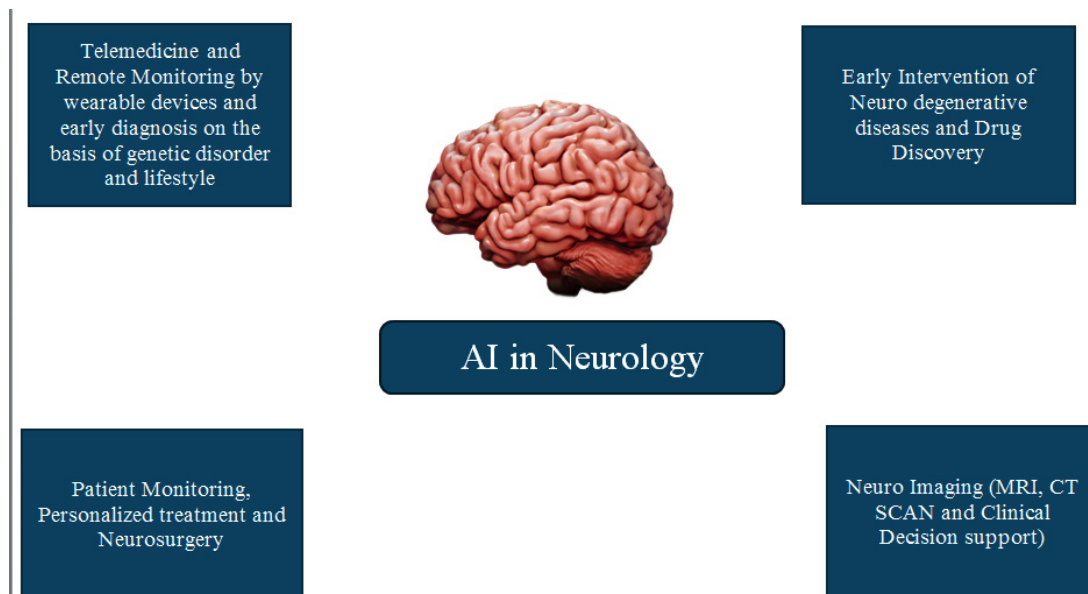 Telemedicine and
Remote Monitoring by
wearable devices and
early diagnosis on the
basis of genetic disorder
and lifestyle
Early Intervention of
Neuro degenerative
diseases and Drug
Discovery
AI in Neurology
Patient Monitoring,
Personalized treatment and
Neurosurgery
Neuro Imaging (MRI, CT
SCAN and Clinical
Decision support)